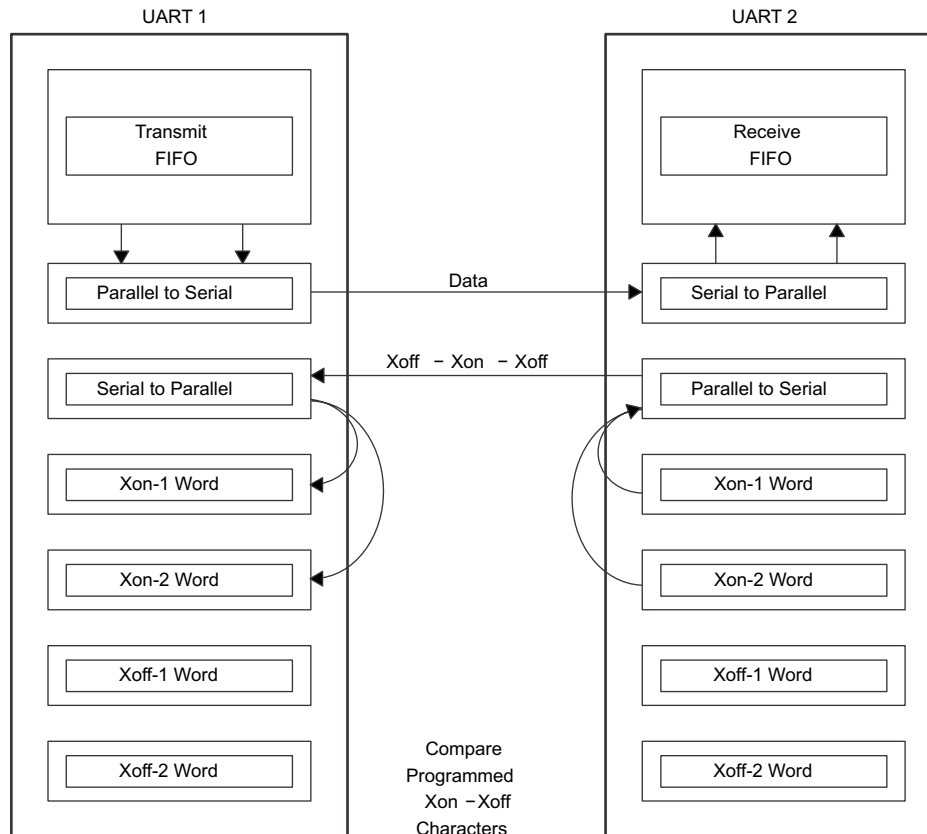 UART 1
UART 2
Transmit
FIFO
Receive
FIFO
Parallel to Serial
Data
Serial to Parallel
Xoff – Xon – Xoff
Serial to Parallel
Parallel to Serial
Xon-1 Word
Xon-1 Word
Xon-2 Word
Xon-2 Word
Xoff-1 Word
Xoff-1 Word
Xoff-2 Word
Xoff-2 Word
Compare
Programmed
Xon –Xoff
Characters